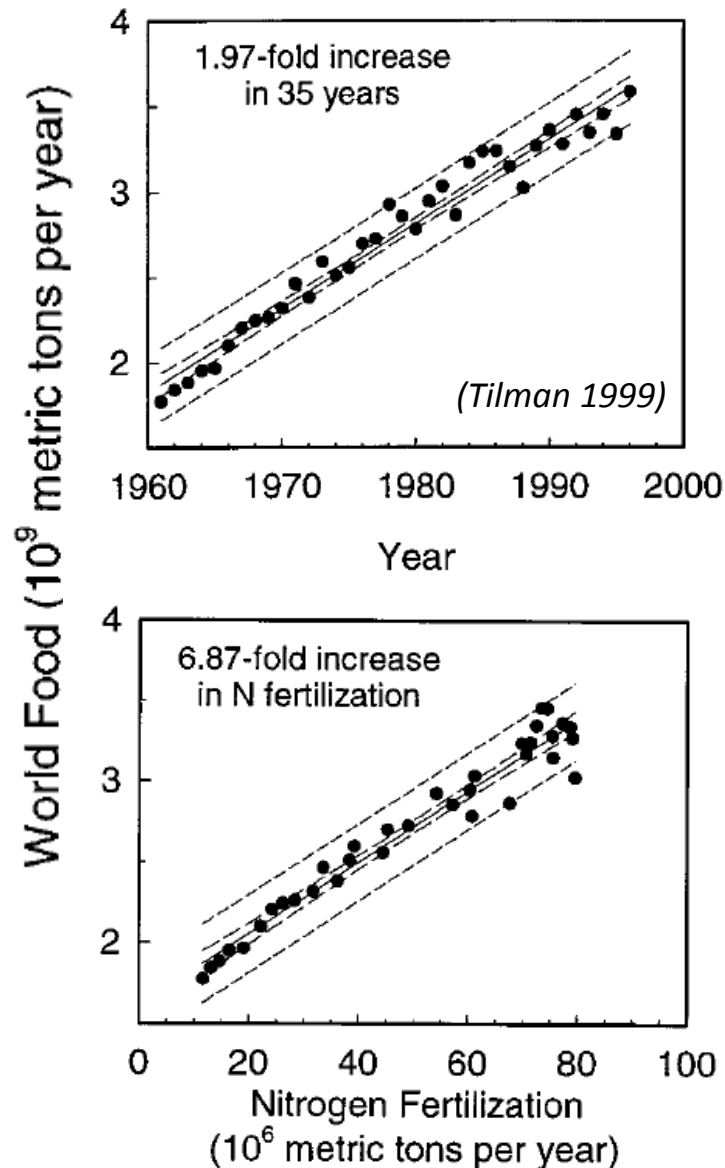 World Food (10⁹ metric tons per year)
4
3
2
1.97-fold increase
in 35 years
(Tilman 1999)
1960 1970 1980 1990 2000
Year
4
3
2
6.87-fold increase
in N fertilization
0 20 40 60 80 100
Nitrogen Fertilization
(10⁶ metric tons per year)